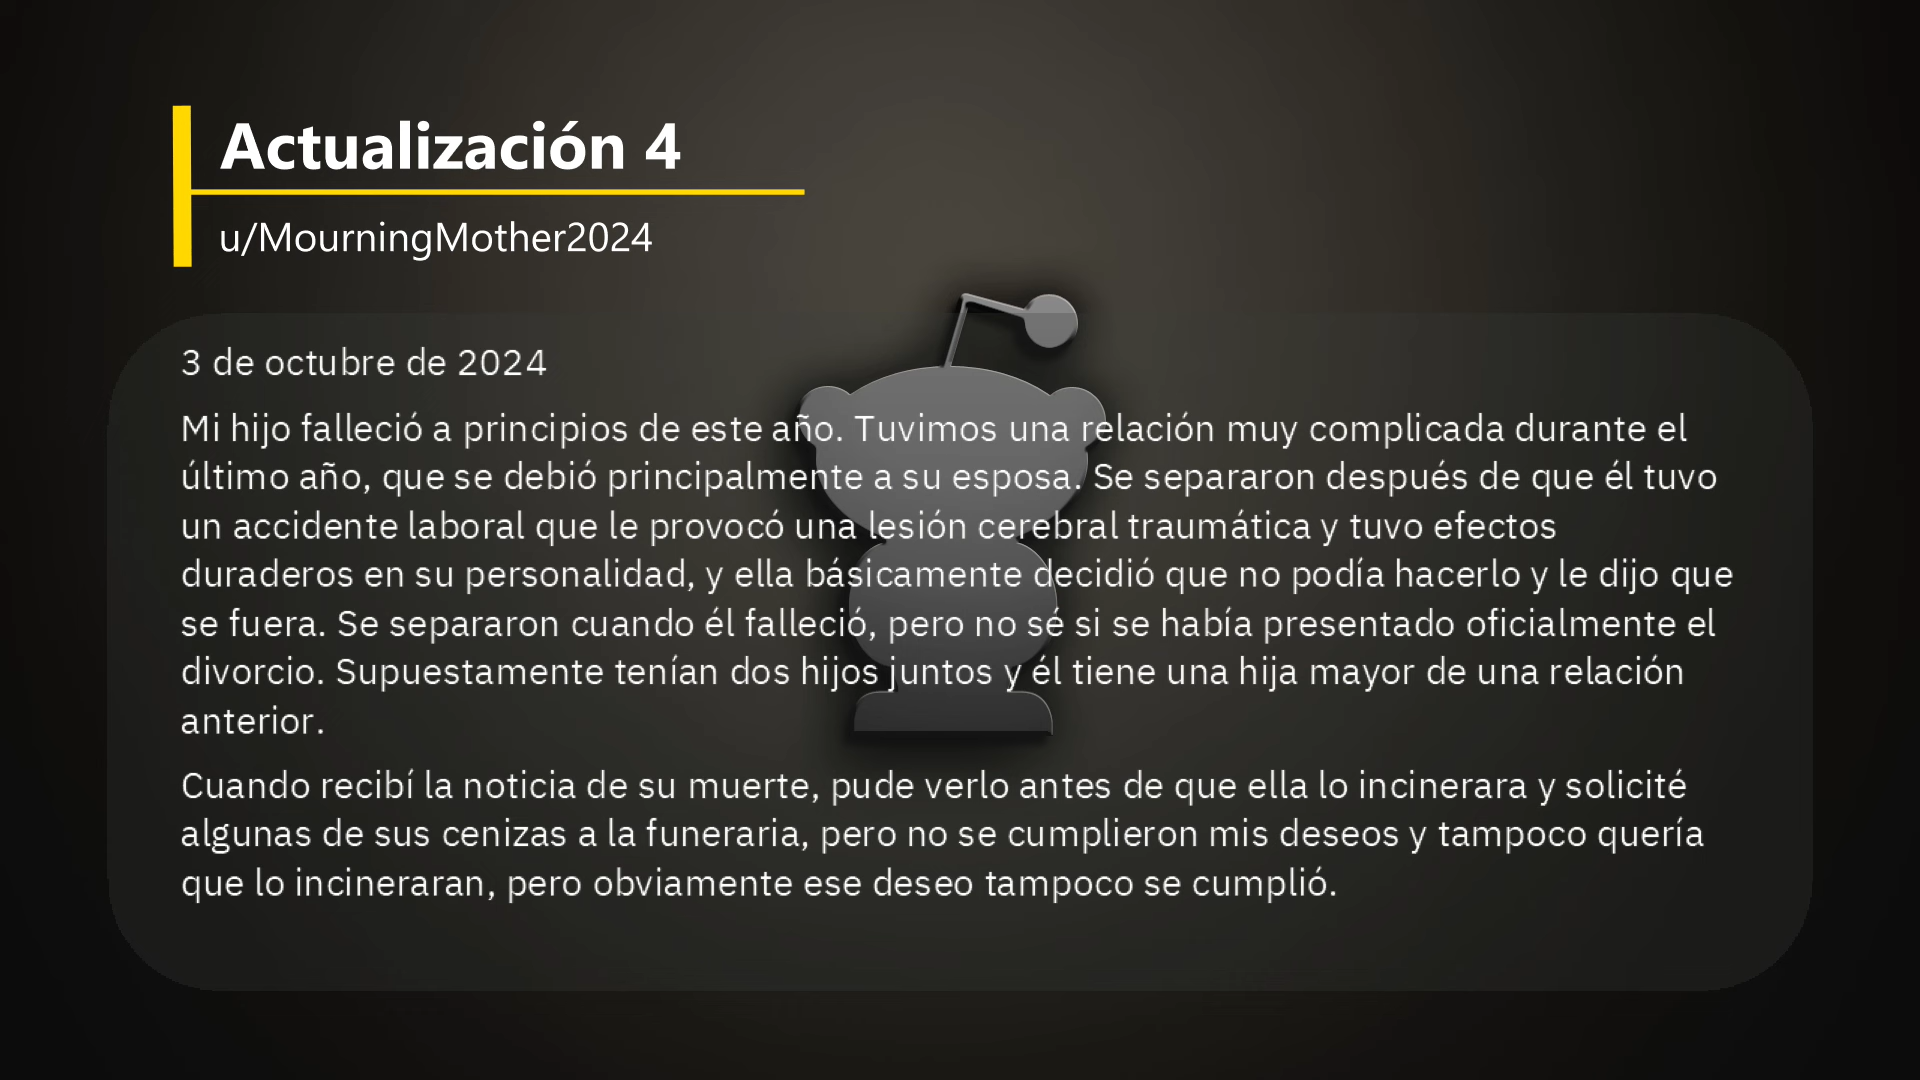 Actualización 4
u/MourningMother2024
3 de octubre de 2024
Mi hijo falleció a principios de este año. Tuvimos una relación muy complicada durante el
último año, que se debió principalmente a su esposa. Se separaron después de que él tuvo
un accidente laboral que le provocó una lesión cerebral traumática y tuvo efectos
duraderos en su personalidad, y ella básicamente decidió que no podía hacerlo y le dijo que
se fuera. Se separaron cuando él falleció, pero no sé si se había presentado oficialmente el
divorcio. Supuestamente tenían dos hijos juntos y él tiene una hija mayor de una relación
anterior.
Cuando recibí la noticia de su muerte, pude verlo antes de que ella lo incinerara y solicité
algunas de sus cenizas a la funeraria, pero no se cumplieron mis deseos y tampoco quería
que lo incineraran, pero obviamente ese deseo tampoco se cumplió.